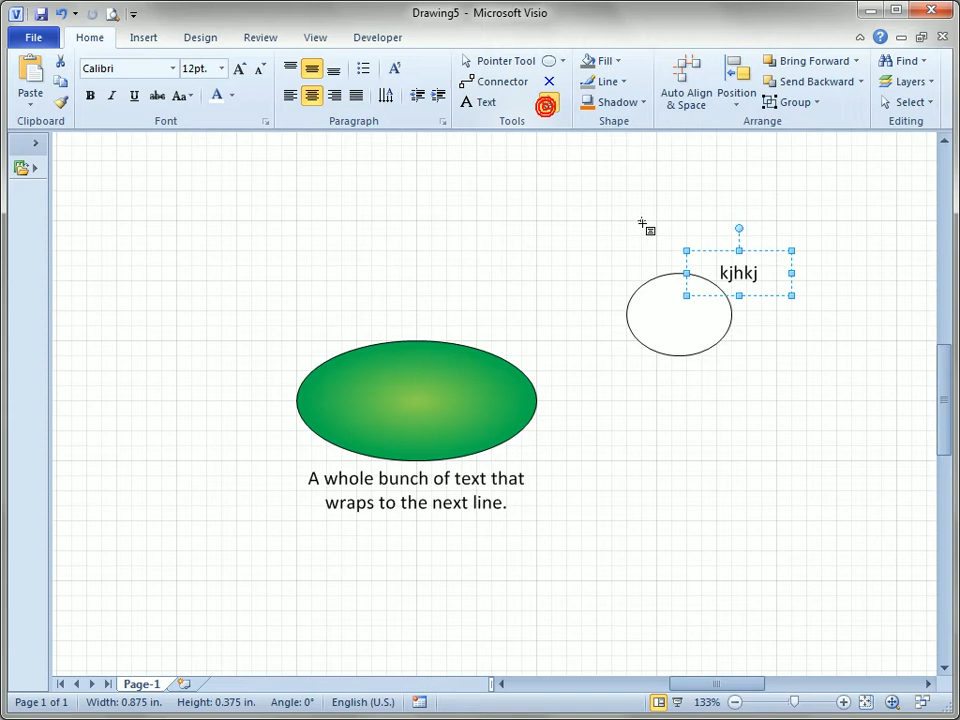 Drawing5 - Microsoft Visio
File
Home
Insert
Design
Review
View
Developer
Paste
Clipboard
Calibri
12pt.
B I U abc Aa A
Font
Paragraph
Pointer Tool
Connector
A Text
Tools
Fill
Line
Shadow
Shape
Auto Align & Space
Position
Bring Forward
Send Backward
Group
Arrange
Find
Layers
Select
Editing
kjhkj
A whole bunch of text that
wraps to the next line.
Page-1
Page 1 of 1
Width: 0.875 in.
Height: 0.375 in.
Angle: 0°
English (U.S.)
133%